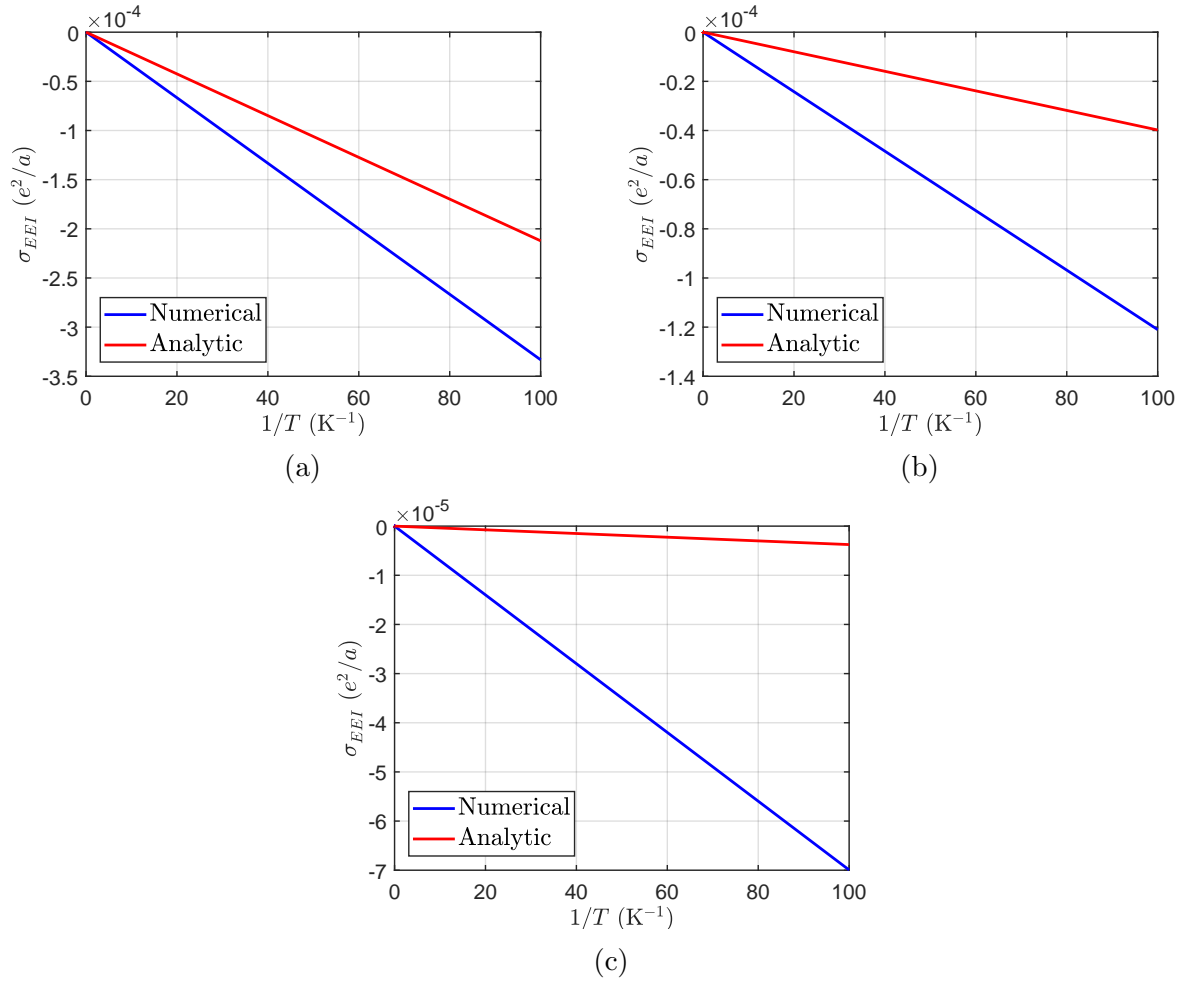 ×10⁻⁴
0
-0.5
-1
-1.5
-2
-2.5
-3
-3.5
σ_EEI (e²/a)
Numerical
Analytic
0 20 40 60 80 100
1/T (K⁻¹)
(a)
×10⁻⁴
0
-0.2
-0.4
-0.6
-0.8
-1
-1.2
-1.4
σ_EEI (e²/a)
Numerical
Analytic
0 20 40 60 80 100
1/T (K⁻¹)
(b)
×10⁻⁵
0
-1
-2
-3
-4
-5
-6
-7
σ_EEI (e²/a)
Numerical
Analytic
0 20 40 60 80 100
1/T (K⁻¹)
(c)